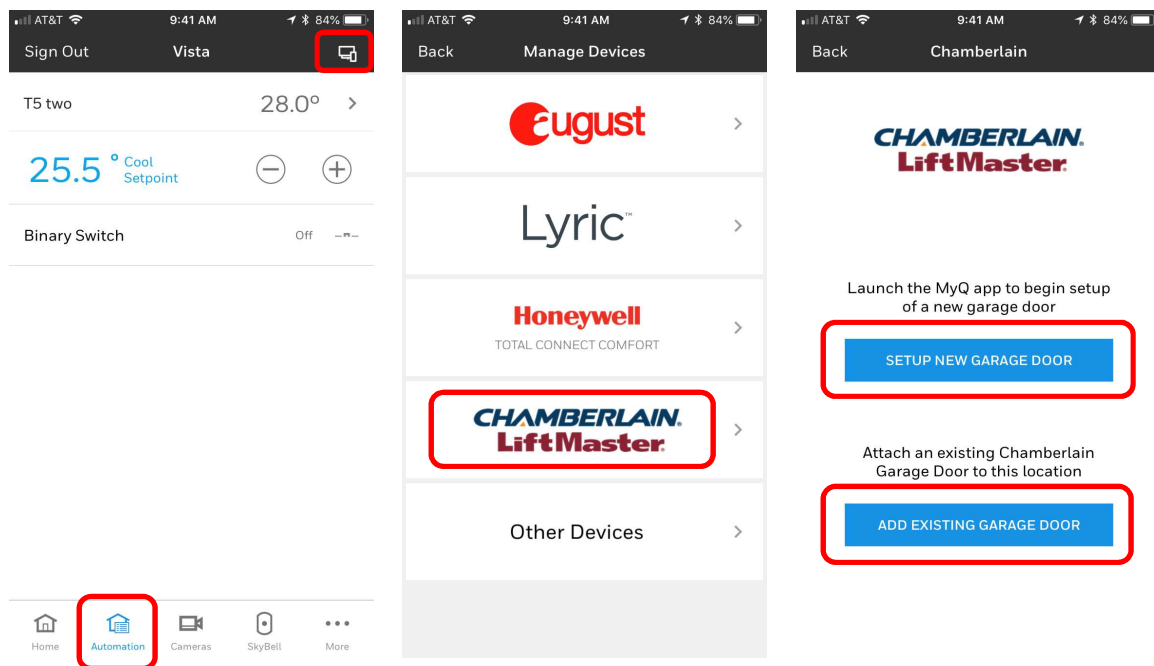 AT&T 9:41 AM 84%
Sign Out Vista
T5 two 28.0° >
25.5° Cool
Setpoint
Binary Switch Off
Home Automation Cameras SkyBell More
AT&T 9:41 AM 84%
Back Manage Devices
august
Lyric™
Honeywell
TOTAL CONNECT COMFORT
CHAMBERLAIN.
LiftMaster.
Other Devices
AT&T 9:41 AM 84%
Back Chamberlain
CHAMBERLAIN.
LiftMaster.
Launch the MyQ app to begin setup
of a new garage door
SETUP NEW GARAGE DOOR
Attach an existing Chamberlain
Garage Door to this location
ADD EXISTING GARAGE DOOR